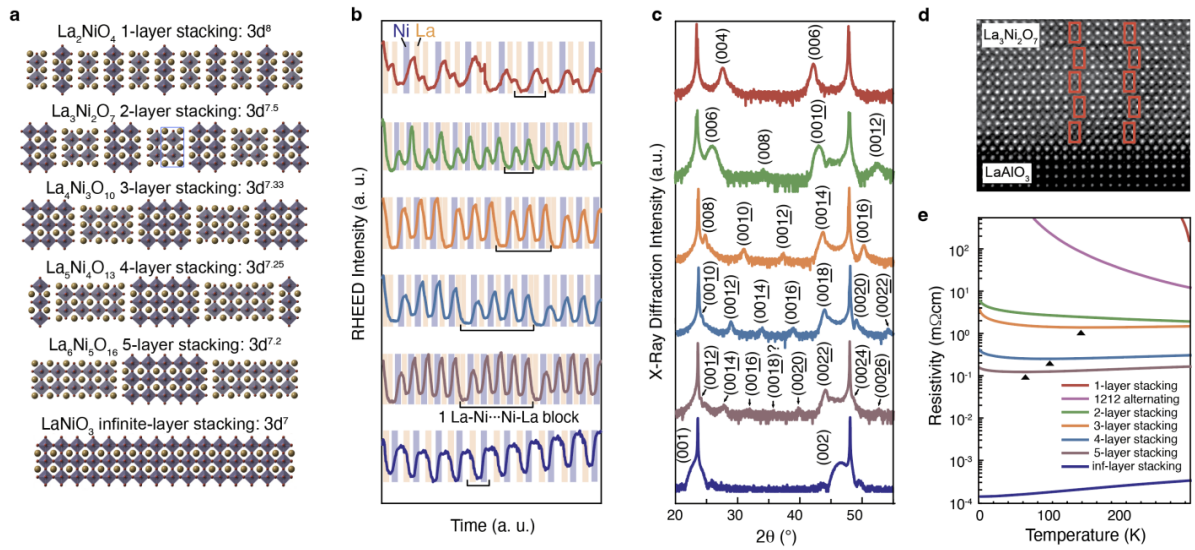 a
La₂NiO₄ 1-layer stacking: 3d⁸
La₃Ni₂O₇ 2-layer stacking: 3d⁷·⁵
La₄Ni₃O₁₀ 3-layer stacking: 3d⁷·³³
La₅Ni₄O₁₃ 4-layer stacking: 3d⁷·²⁵
La₆Ni₅O₁₆ 5-layer stacking: 3d⁷·²
LaNiO₃ infinite-layer stacking: 3d⁷
b
Ni La
RHEED Intensity (a. u.)
1 La-Ni···Ni-La block
Time (a. u.)
c
X-Ray Diffraction Intensity (a.u.)
(004)
(006)
(006)
(008)
(0010)
(0012)
(008)
(0010)
(0012)
(0014)
(0016)
(0010)
(0012)
(0014)
(0016)
(0018)
(0020)
(0022)
(0012)
(0014)
(0016)
(0018)?
(0020)
(0022)
(0024)
(0026)
(001)
(002)
20
30
40
50
2θ (°)
d
La₃Ni₂O₇
LaAlO₃
e
Resistivity (mΩcm)
10²
10¹
10⁰
10⁻¹
10⁻²
10⁻³
10⁻⁴
1-layer stacking
1212 alternating
2-layer stacking
3-layer stacking
4-layer stacking
5-layer stacking
inf-layer stacking
0
100
200
Temperature (K)